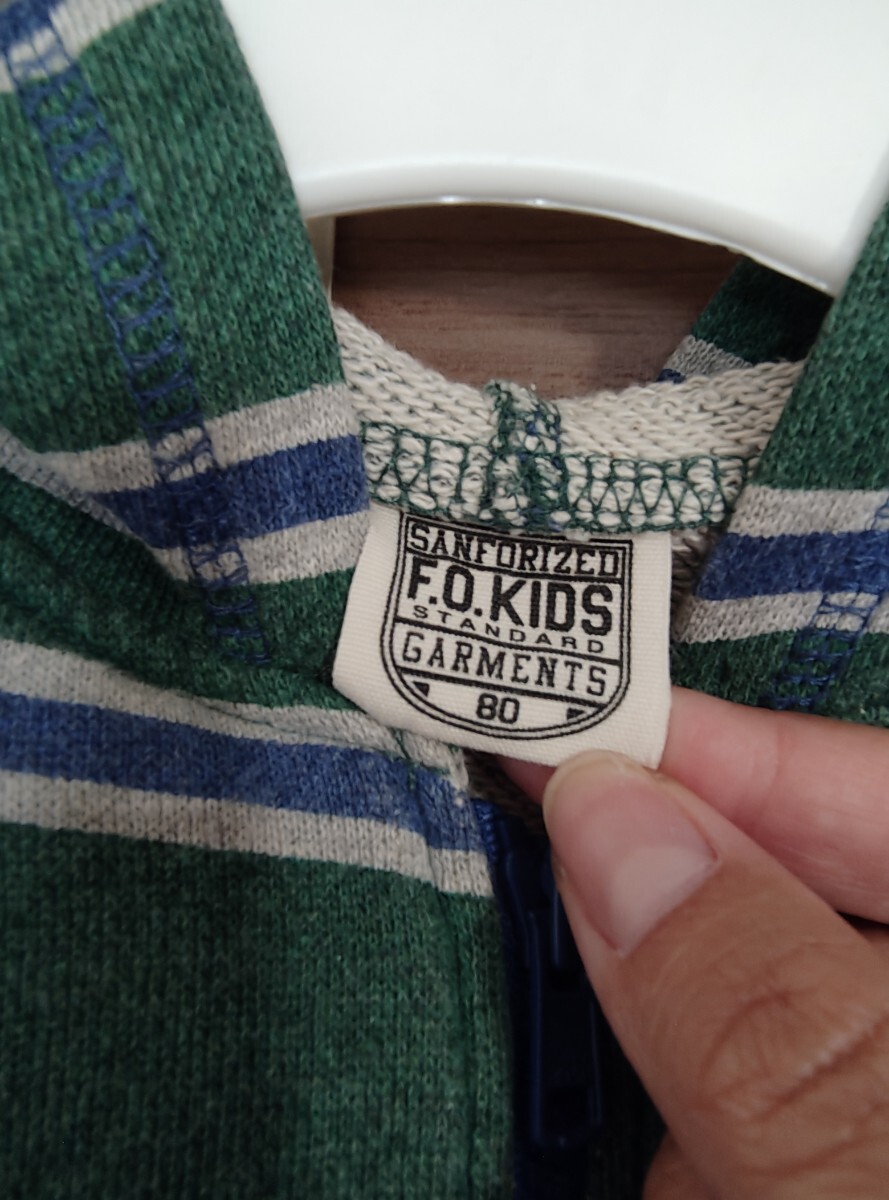 SANFORIZED
F.O.KIDS
STANDARD
GARMENTS
80